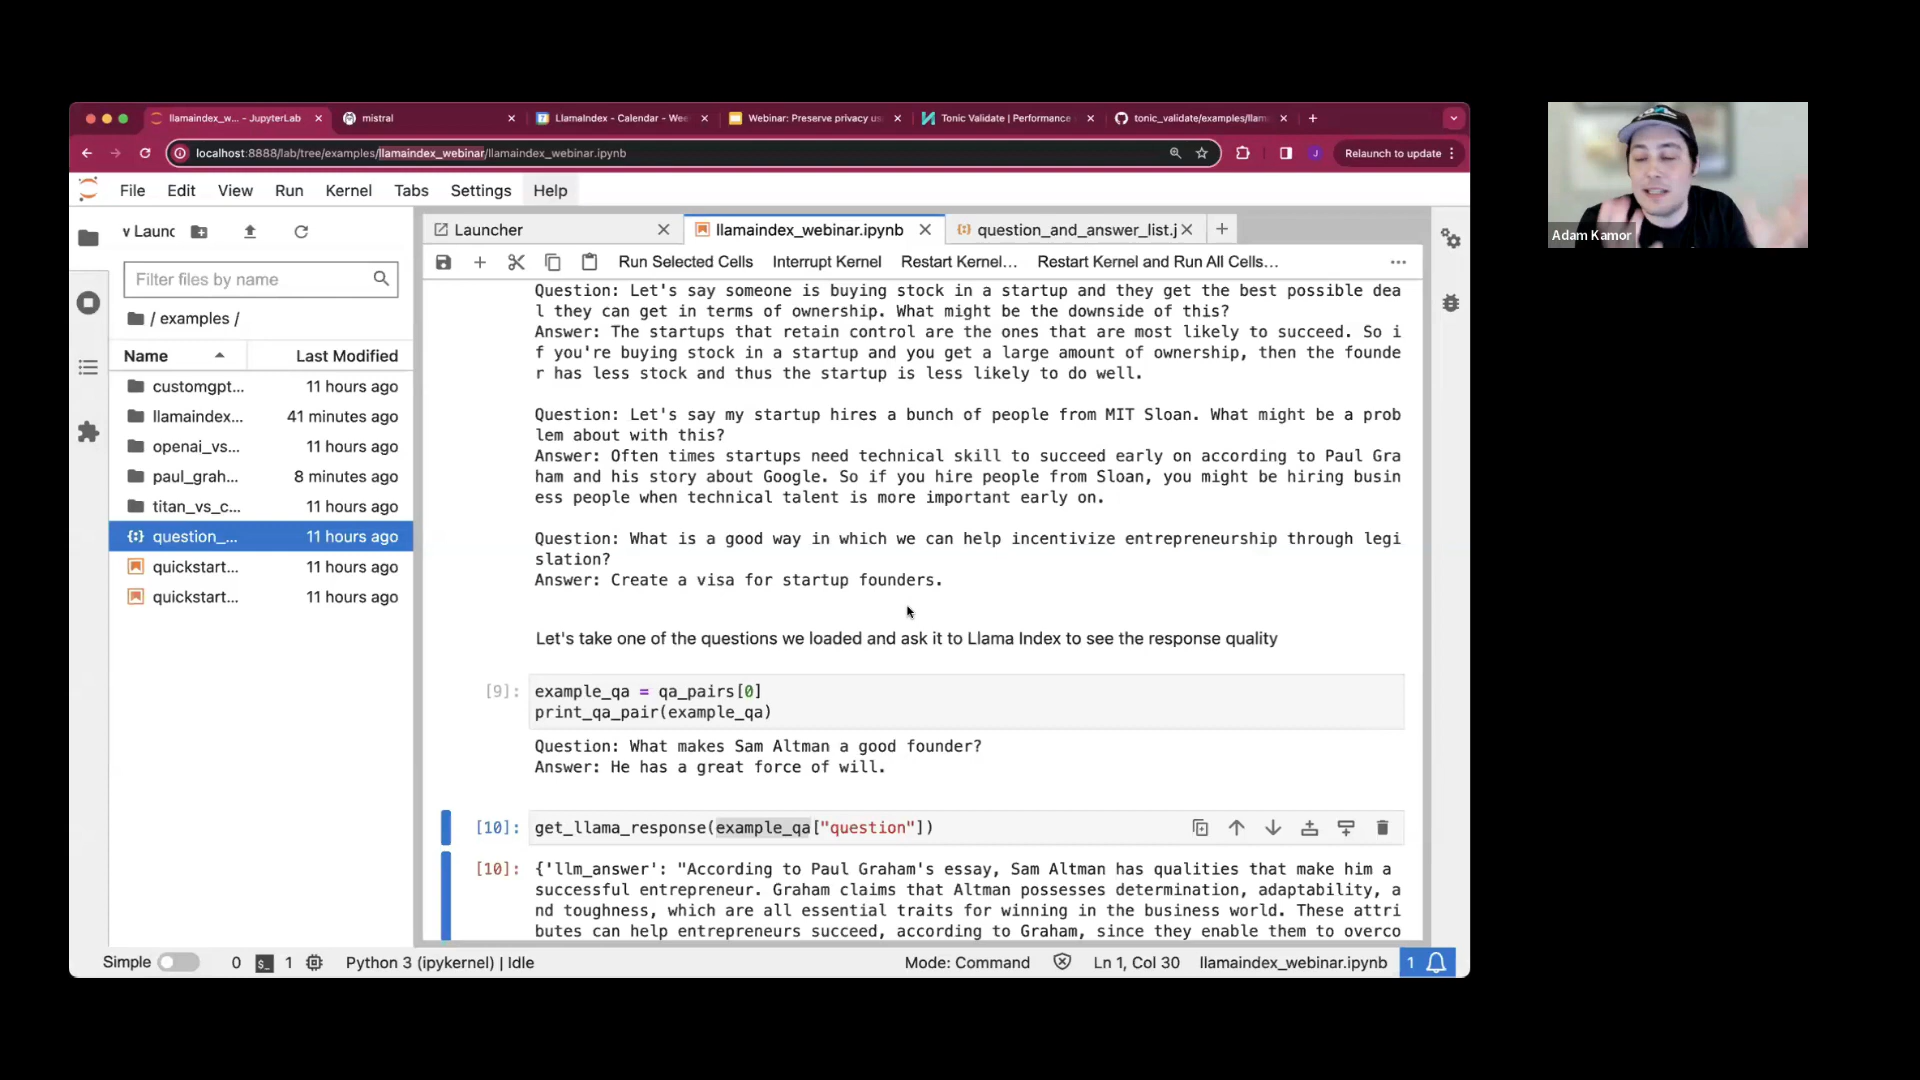 llamaindex_w... - JupyterLab
mistral
LlamaIndex - Calendar - Wee
Webinar: Preserve privacy us
Tonic Validate | Performance
tonic_validate/examples/llam
localhost:8888/lab/tree/examples/llamaindex_webinar/llamaindex_webinar.ipynb
J
Relaunch to update
File Edit View Run Kernel Tabs Settings Help
Launc
Launcher
llamaindex_webinar.ipynb
question_and_answer_list.j
Filter files by name
Run Selected Cells Interrupt Kernel Restart Kernel... Restart Kernel and Run All Cells...
/ examples /
Name Last Modified
customgpt... 11 hours ago
llamaindex... 41 minutes ago
openai_vs... 11 hours ago
paul_grah... 8 minutes ago
titan_vs_c... 11 hours ago
question_... 11 hours ago
quickstart... 11 hours ago
quickstart... 11 hours ago
Question: Let's say someone is buying stock in a startup and they get the best possible dea
l they can get in terms of ownership. What might be the downside of this?
Answer: The startups that retain control are the ones that are most likely to succeed. So i
f you're buying stock in a startup and you get a large amount of ownership, then the founde
r has less stock and thus the startup is less likely to do well.
Question: Let's say my startup hires a bunch of people from MIT Sloan. What might be a prob
lem about with this?
Answer: Often times startups need technical skill to succeed early on according to Paul Gra
ham and his story about Google. So if you hire people from Sloan, you might be hiring busin
ess people when technical talent is more important early on.
Question: What is a good way in which we can help incentivize entrepreneurship through legi
slation?
Answer: Create a visa for startup founders.
Let's take one of the questions we loaded and ask it to Llama Index to see the response quality
[9]: example_qa = qa_pairs[0]
print_qa_pair(example_qa)
Question: What makes Sam Altman a good founder?
Answer: He has a great force of will.
[10]: get_llama_response(example_qa["question"])
[10]: {'llm_answer': "According to Paul Graham's essay, Sam Altman has qualities that make him a
successful entrepreneur. Graham claims that Altman possesses determination, adaptability, a
nd toughness, which are all essential traits for winning in the business world. These attri
butes can help entrepreneurs succeed, according to Graham, since they enable them to overco
Simple 0 1 Python 3 (ipykernel) | Idle Mode: Command Ln 1, Col 30 llamaindex_webinar.ipynb 1
Adam Kamor